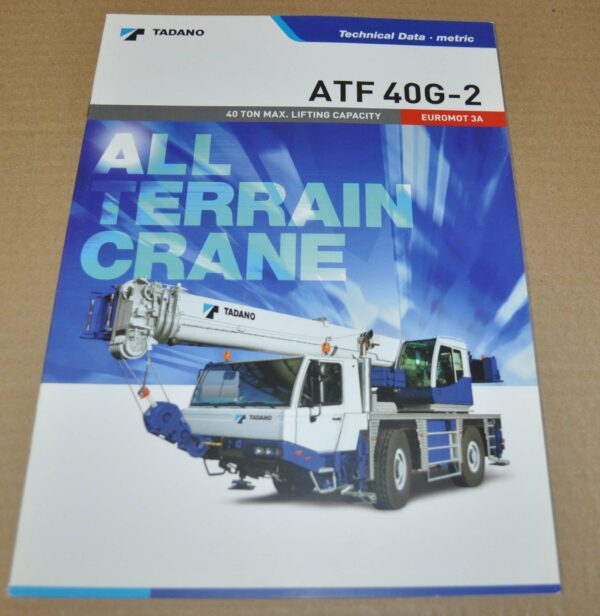 TADANO
Technical Data · metric
ATF 40G-2
40 TON MAX. LIFTING CAPACITY
EUROMOT 3A
ALL
TERRAIN
CRANE
TADANO
TADANO